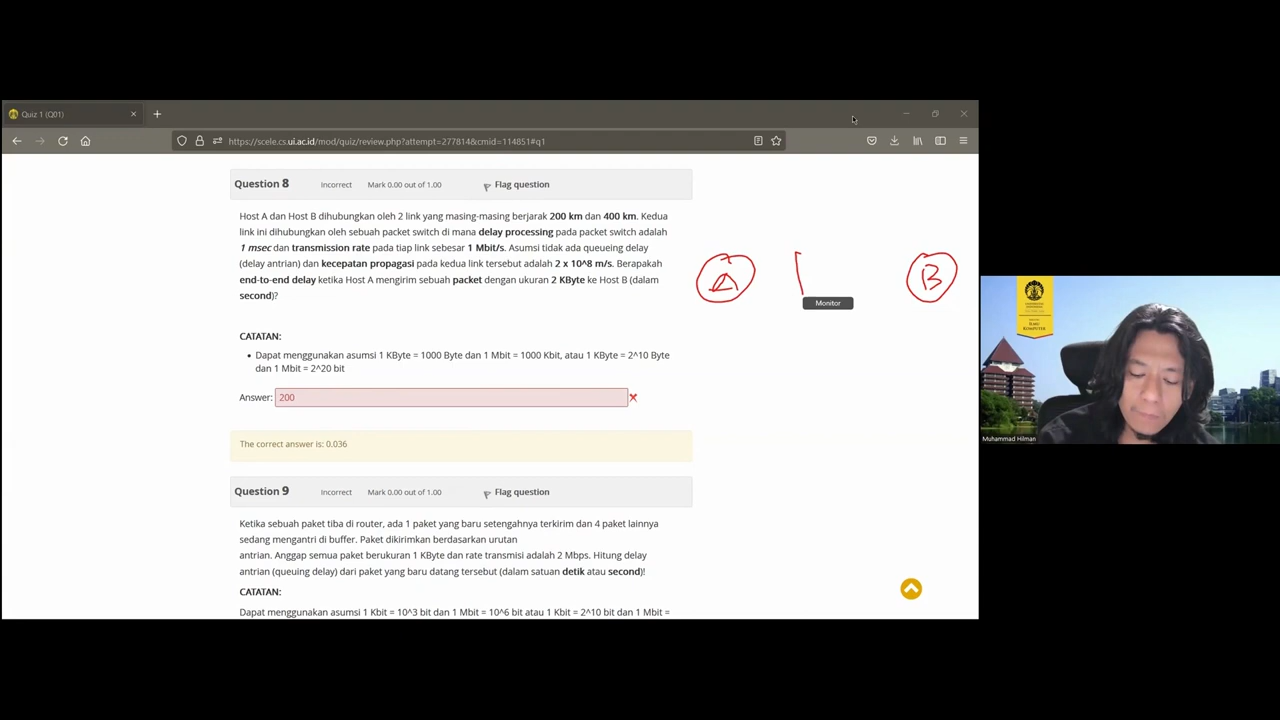 Quiz 1 (Q01)
https://scele.cs.ui.ac.id/mod/quiz/review.php?attempt=277814&cmid=114851#q1
Question 8
Incorrect
Mark 0.00 out of 1.00
Flag question
Host A dan Host B dihubungkan oleh 2 link yang masing-masing berjarak 200 km dan 400 km. Kedua
link ini dihubungkan oleh sebuah packet switch di mana delay processing pada packet switch adalah
1 msec dan transmission rate pada tiap link sebesar 1 Mbit/s. Asumsi tidak ada queueing delay
(delay antrian) dan kecepatan propagasi pada kedua link tersebut adalah 2 x 10^8 m/s. Berapakah
end-to-end delay ketika Host A mengirim sebuah packet dengan ukuran 2 KByte ke Host B (dalam
second)?
A
B
Monitor
CATATAN:
Dapat menggunakan asumsi 1 KByte = 1000 Byte dan 1 Mbit = 1000 Kbit, atau 1 KByte = 2^10 Byte
dan 1 Mbit = 2^20 bit
Answer: 200
The correct answer is: 0.036
Muhammad Hilman
Question 9
Incorrect
Mark 0.00 out of 1.00
Flag question
Ketika sebuah paket tiba di router, ada 1 paket yang baru setengahnya terkirim dan 4 paket lainnya
sedang mengantri di buffer. Paket dikirimkan berdasarkan urutan
antrian. Anggap semua paket berukuran 1 KByte dan rate transmisi adalah 2 Mbps. Hitung delay
antrian (queuing delay) dari paket yang baru datang tersebut (dalam satuan detik atau second)!
CATATAN:
Dapat menggunakan asumsi 1 Kbit = 10^3 bit dan 1 Mbit = 10^6 bit atau 1 Kbit = 2^10 bit dan 1 Mbit =